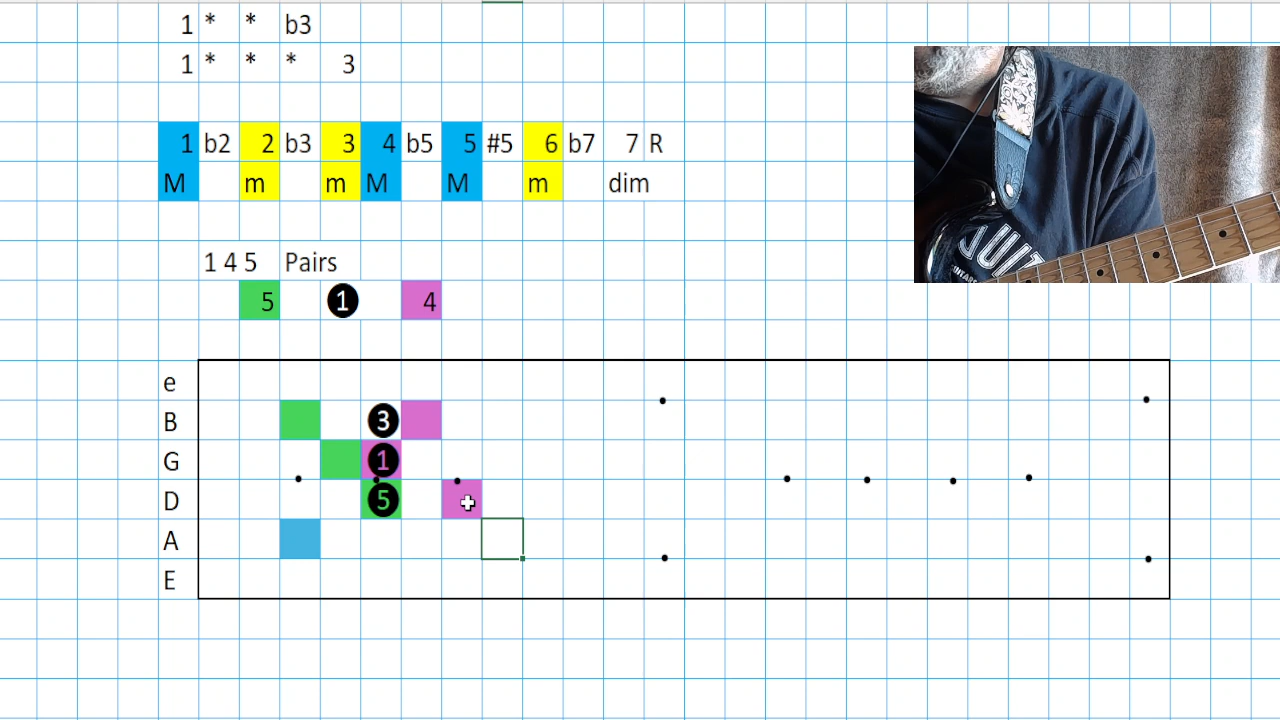 1 * * b3
1 * * * 3
1 b2 2 b3 3 4 b5 5 #5 6 b7 7 R
M m m M M m dim
1 4 5 Pairs
5 1 4
e
B 3
G 1
D 5
A
E